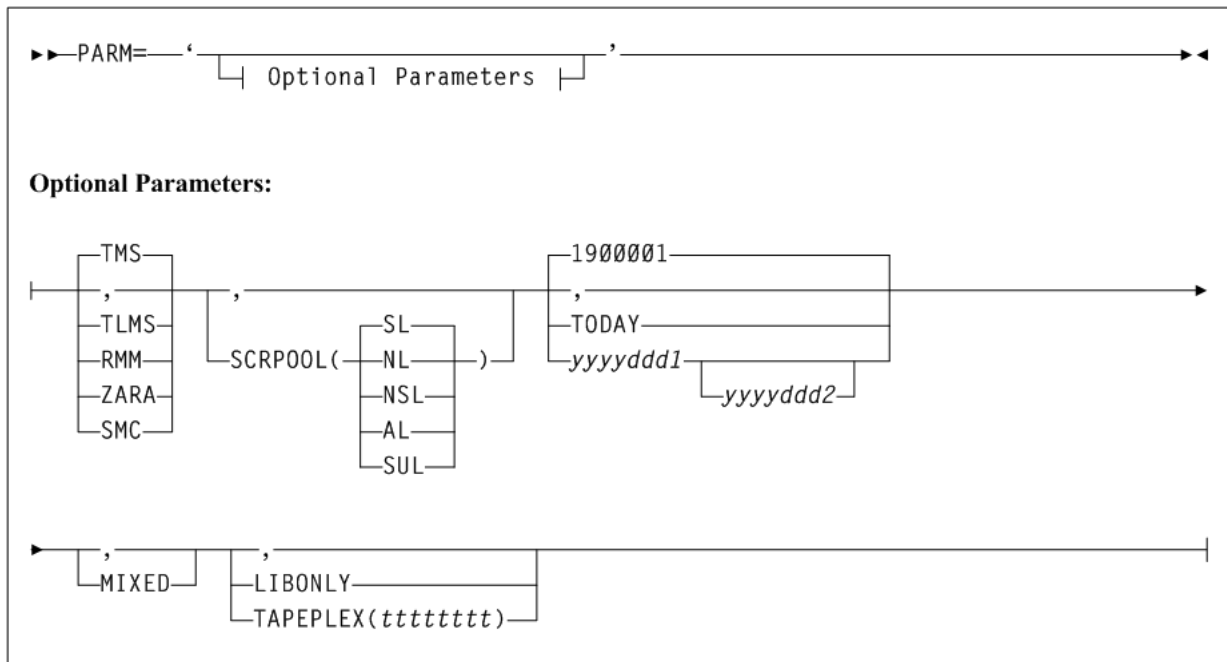 PARM= ‘ ’
Optional Parameters
Optional Parameters:
TMS
,
TLMS
RMM
ZARA
SMC
,
SCRPOOL( )
SL
NL
NSL
AL
SUL
19ØØØØ1
,
TODAY
yyyyddd1
yyyyddd2
,
MIXED
,
LIBONLY
TAPEPLEX(tttttttt)